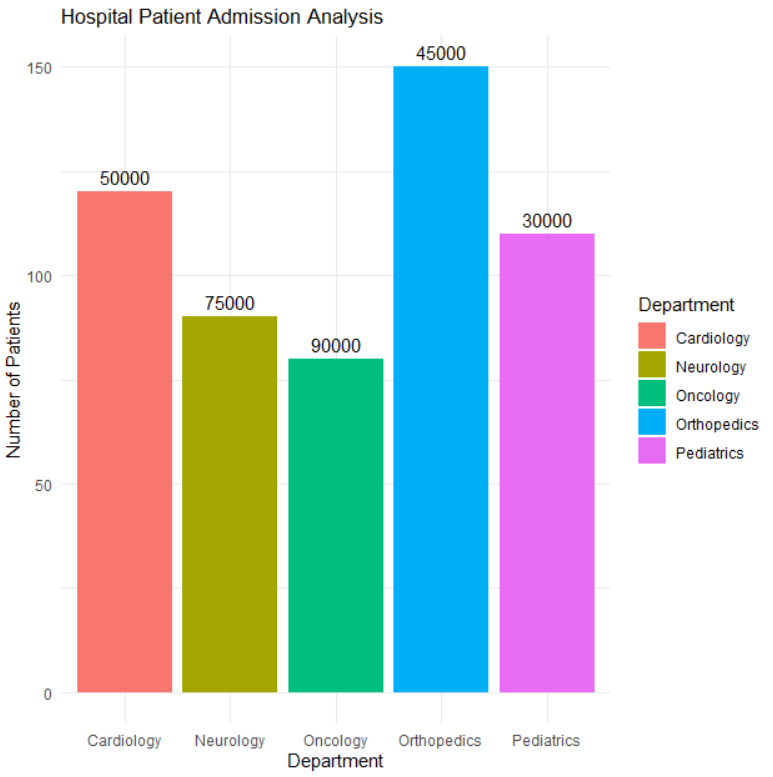 Hospital Patient Admission Analysis
45000
150
50000
30000
100
75000
90000
Number of Patients
50
0
Cardiology Neurology Oncology Orthopedics Pediatrics
Department
Department
Cardiology
Neurology
Oncology
Orthopedics
Pediatrics